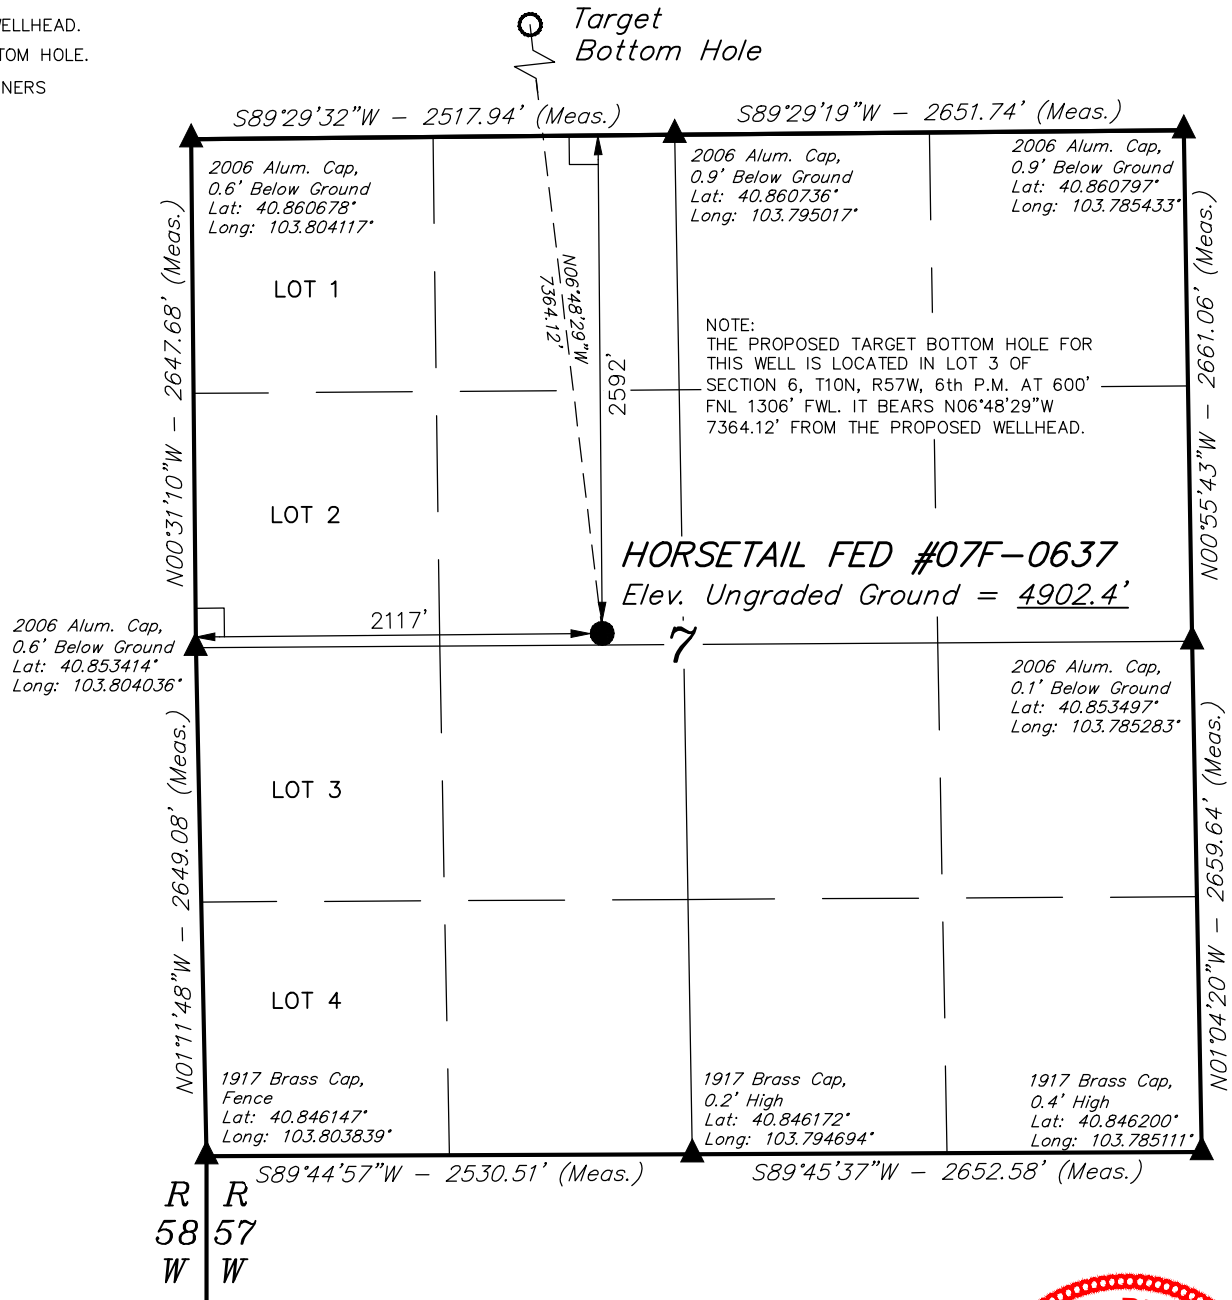 WELLHEAD.
TOM HOLE.
NERS
Target
Bottom Hole
S89°29'32"W - 2517.94' (Meas.)
S89°29'19"W - 2651.74' (Meas.)
2006 Alum. Cap,
0.6' Below Ground
Lat: 40.860678°
Long: 103.804117°
2006 Alum. Cap,
0.9' Below Ground
Lat: 40.860736°
Long: 103.795017°
2006 Alum. Cap,
0.9' Below Ground
Lat: 40.860797°
Long: 103.785433°
N00°31'10"W - 2647.68' (Meas.)
N00°55'43"W - 2661.06' (Meas.)
LOT 1
N06°48'29"W
7364.12'
2592'
NOTE:
THE PROPOSED TARGET BOTTOM HOLE FOR
THIS WELL IS LOCATED IN LOT 3 OF
SECTION 6, T10N, R57W, 6th P.M. AT 600'
FNL 1306' FWL. IT BEARS N06°48'29"W
7364.12' FROM THE PROPOSED WELLHEAD.
LOT 2
HORSETAIL FED #07F-0637
Elev. Ungraded Ground = 4902.4'
2117'
7
2006 Alum. Cap,
0.6' Below Ground
Lat: 40.853414°
Long: 103.804036°
2006 Alum. Cap,
0.1' Below Ground
Lat: 40.853497°
Long: 103.785283°
N01°11'48"W - 2649.08' (Meas.)
N01°04'20"W - 2659.64' (Meas.)
LOT 3
LOT 4
1917 Brass Cap,
Fence
Lat: 40.846147°
Long: 103.803839°
1917 Brass Cap,
0.2' High
Lat: 40.846172°
Long: 103.794694°
1917 Brass Cap,
0.4' High
Lat: 40.846200°
Long: 103.785111°
S89°44'57"W - 2530.51' (Meas.)
S89°45'37"W - 2652.58' (Meas.)
R R
58 57
W W